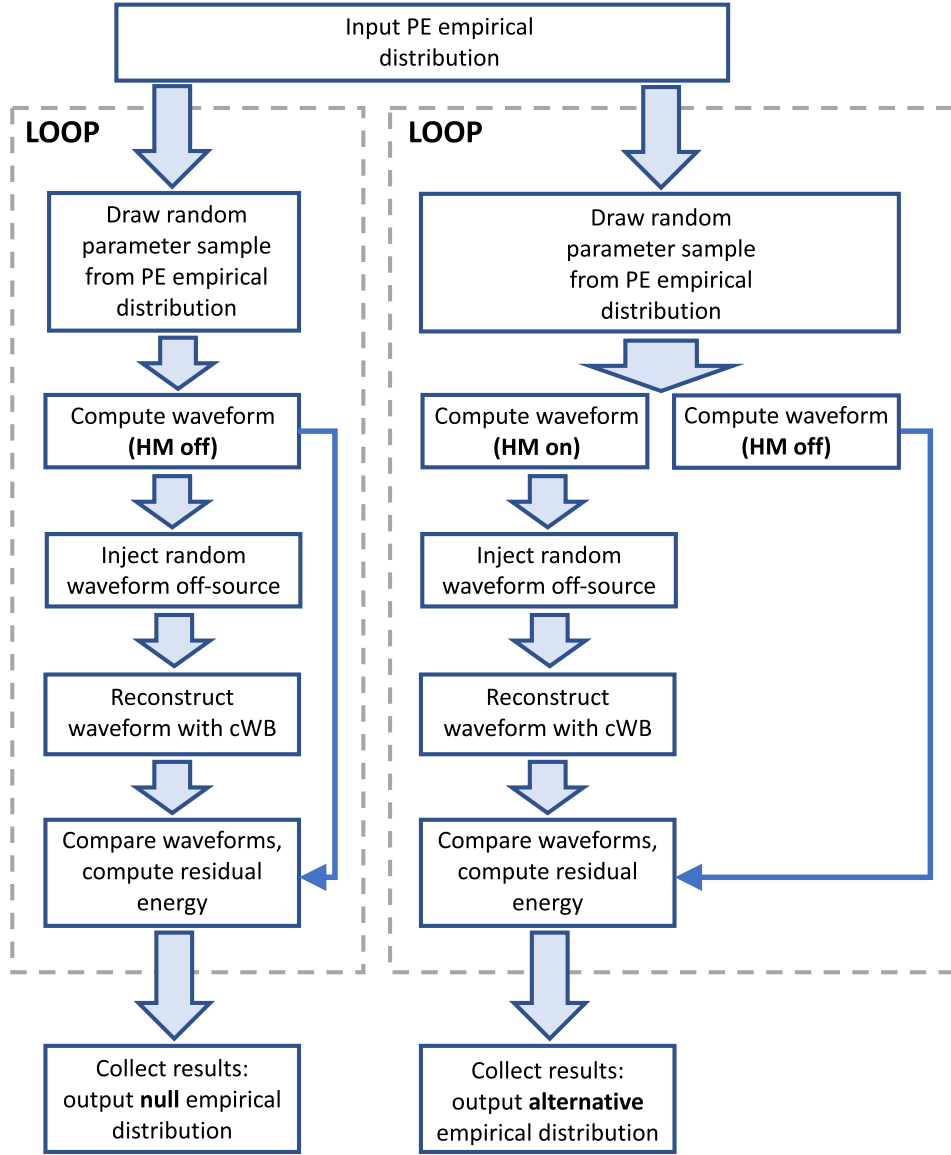 Input PE empirical
distribution
LOOP
Draw random
parameter sample
from PE empirical
distribution
Compute waveform
(HM off)
Inject random
waveform off-source
Reconstruct
waveform with cWB
Compare waveforms,
compute residual
energy
Collect results:
output null empirical
distribution
LOOP
Draw random
parameter sample
from PE empirical
distribution
Compute waveform
(HM on)
Compute waveform
(HM off)
Inject random
waveform off-source
Reconstruct
waveform with cWB
Compare waveforms,
compute residual
energy
Collect results:
output alternative
empirical distribution